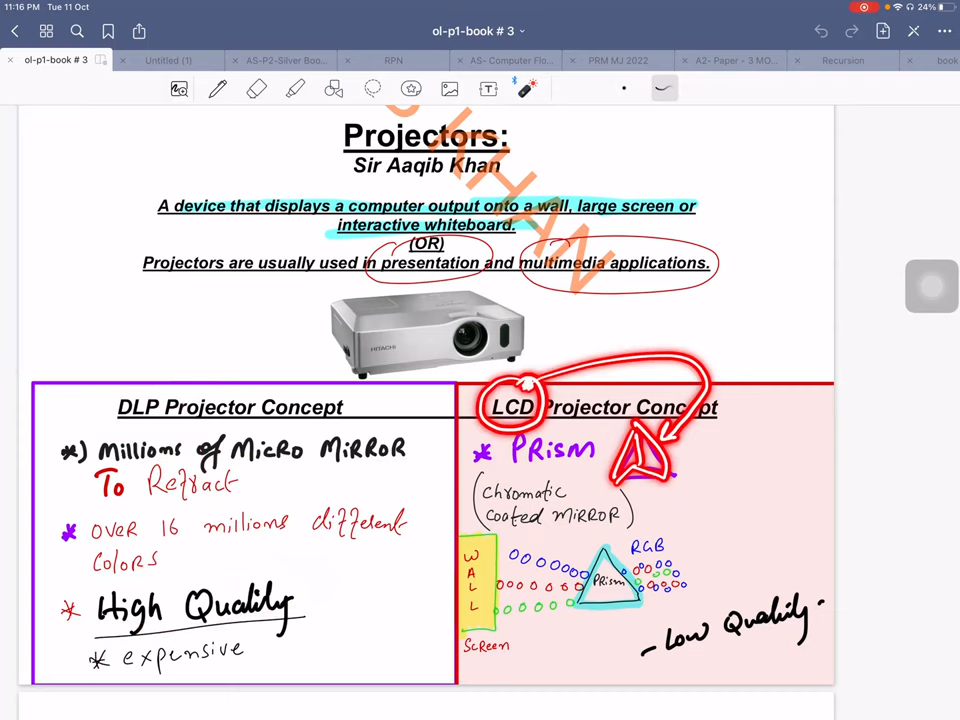 11:16 PM Tue 11 Oct
24%
ol-p1-book # 3
ol-p1-book # 3
Untitled (1)
AS-P2-Silver Boo...
RPN
AS- Computer Flo...
PRM MJ 2022
A2- Paper - 3 MO...
Recursion
book
KHAN
Projectors:
Sir Aaqib Khan
A device that displays a computer output onto a wall, large screen or
interactive whiteboard.
(OR)
Projectors are usually used in presentation and multimedia applications.
HITACHI
DLP Projector Concept
*) Millions of Micro MiRROR
To Refract
* OVER 16 millions different
colors
* High Quality
* expensive
LCD Projector Concept
* PRism
(chromatic
coated MiRROR)
RGB
WALL
PRism
ScReen
- Low Quality.